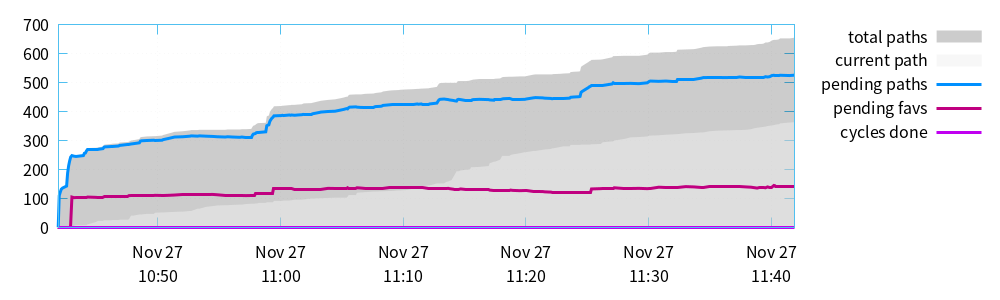 700
600
500
400
300
200
100
0
Nov 27 Nov 27 Nov 27 Nov 27 Nov 27 Nov 27
10:50 11:00 11:10 11:20 11:30 11:40
total paths
current path
pending paths
pending favs
cycles done